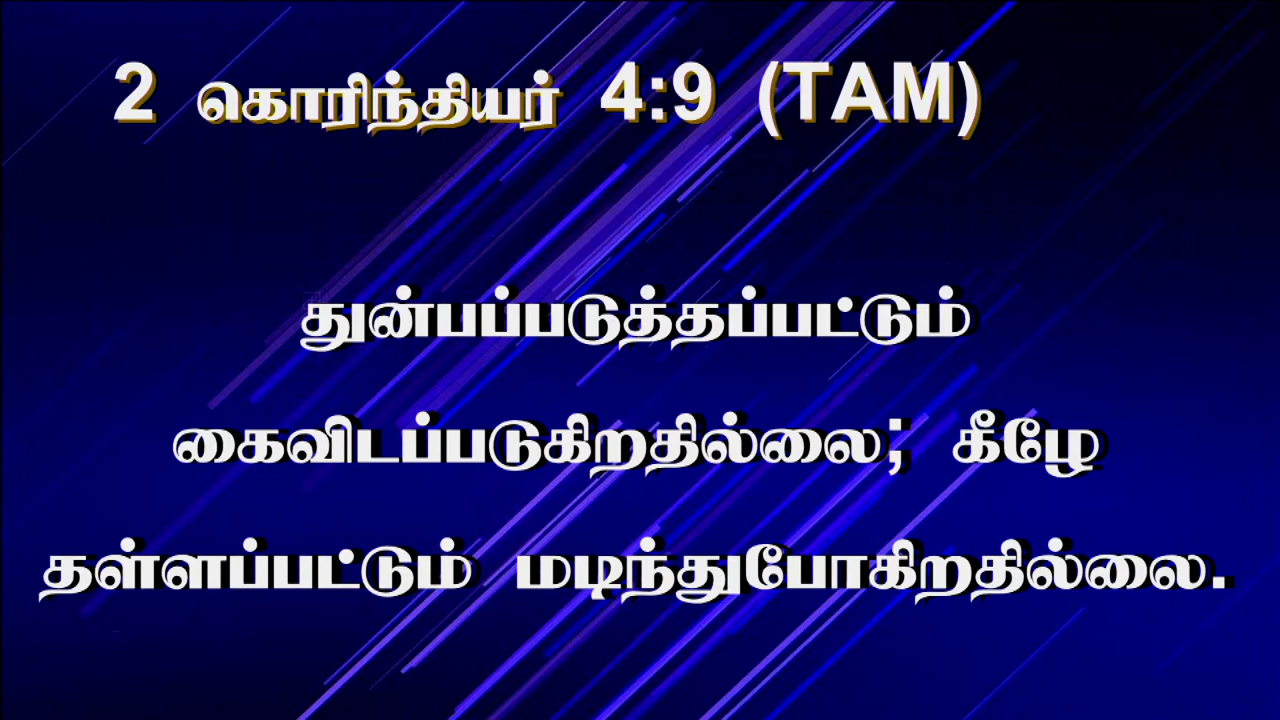 2 கொரிந்தியர் 4:9 (TAM)
துன்பப்படுத்தப்பட்டும்
கைவிடப்படுகிறதில்லை; கீழே
தள்ளப்பட்டும் மடிந்துபோகிறதில்லை.